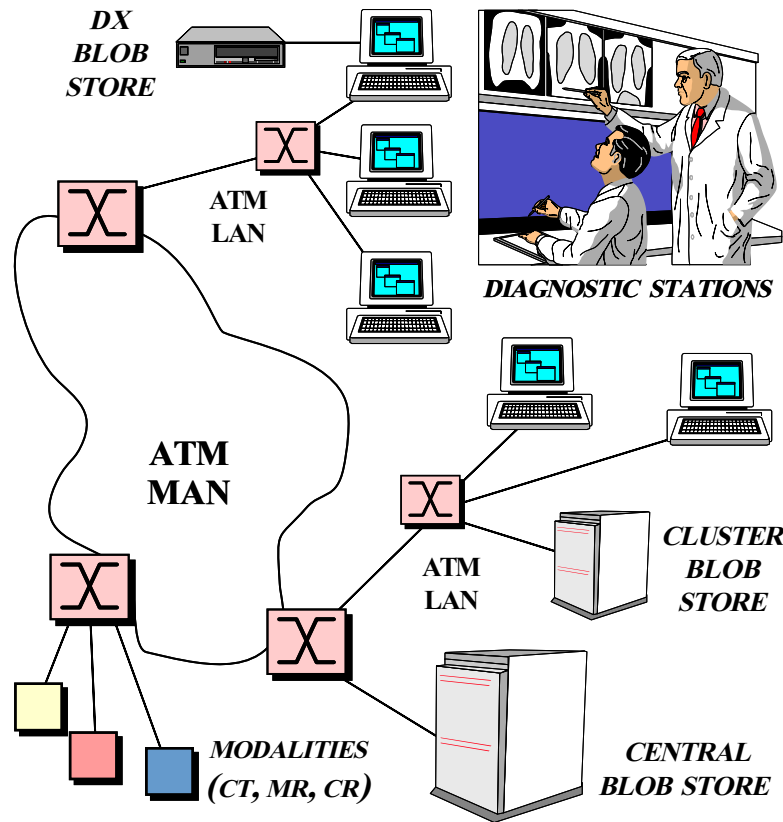 DX
BLOB
STORE
ATM
LAN
DIAGNOSTIC STATIONS
ATM
MAN
ATM
LAN
CLUSTER
BLOB
STORE
MODALITIES
(CT, MR, CR)
CENTRAL
BLOB STORE